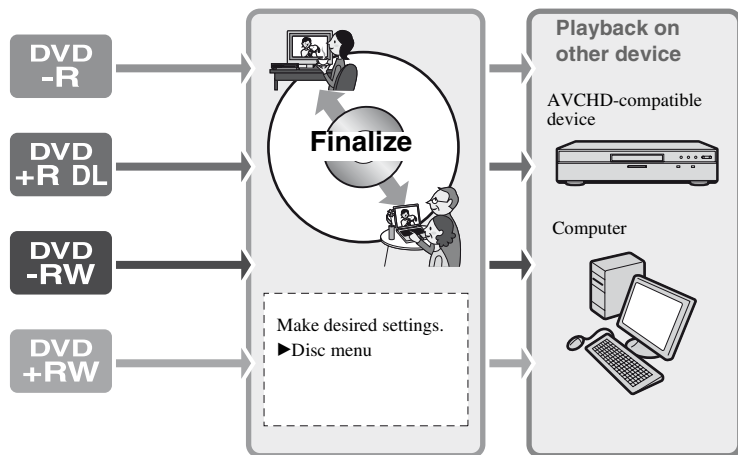 DVD
-R
DVD
+R DL
DVD
-RW
DVD
+RW
Finalize
Make desired settings.
▶Disc menu
Playback on
other device
AVCHD-compatible
device
Computer